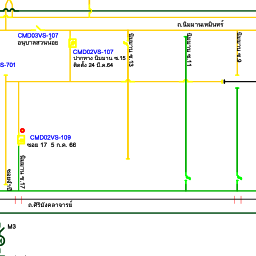 ถ.นิมมานเหมินทร์
CMD03VS-107
อนุบาลสวนน้อย
CMD02VS-107
ปากทาง นิมมาน ซ.15
ติดตั้ง 24 มี.ค.64
S-701
นิมมาน ซ.13
นิมมาน ซ.11
นิมมาน ซ.9
CMD02VS-109
ซอย 17 5 ก.ค. 66
นิมมาน ซ.17
ถ.ศิริมังคลาจารย์
M3